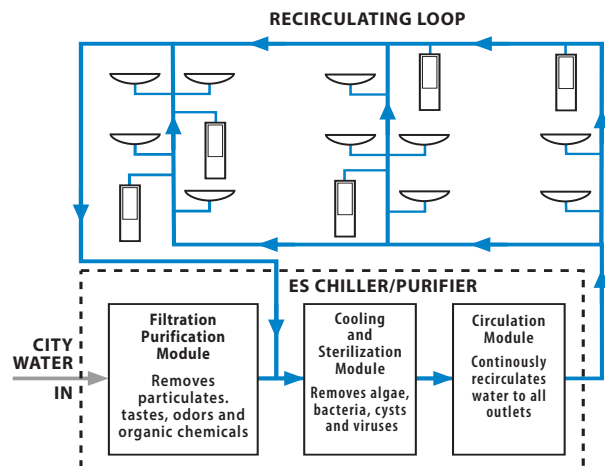 RECIRCULATING LOOP
ES CHILLER/PURIFIER
CITY
WATER
IN
Filtration
Purification
Module
Removes
particulates.
tastes, odors and
organic chemicals
Cooling
and
Sterilization
Module
Removes algae,
bacteria, cysts
and viruses
Circulation
Module
Continously
recirculates
water to all
outlets